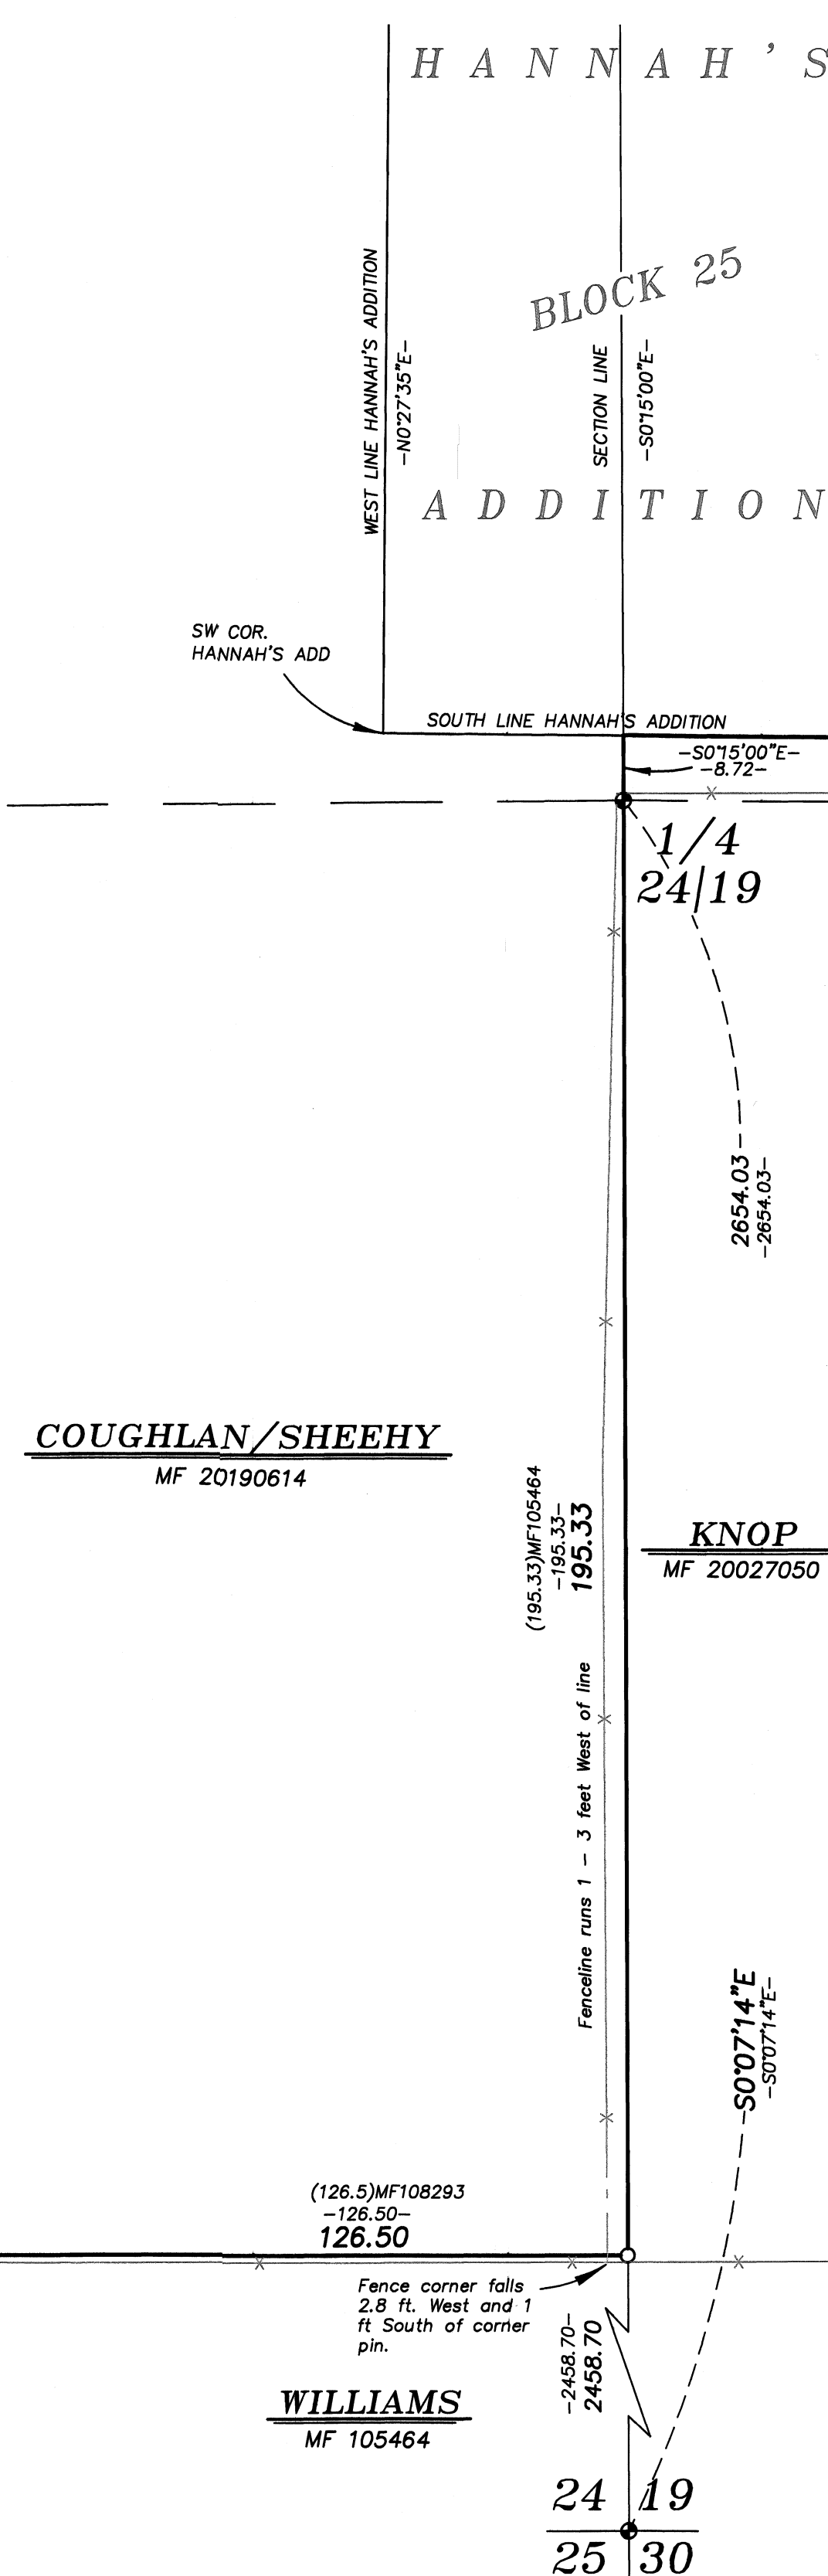 HANNAH'S
BLOCK 25
WEST LINE HANNAH'S ADDITION
-N0°27'35"E-
SECTION LINE
-S0°15'00"E-
ADDITION
SW COR.
HANNAH'S ADD
SOUTH LINE HANNAH'S ADDITION
-S0°15'00"E-
-8.72-
1/4
24|19
2654.03
-2654.03-
COUGHLAN/SHEEHY
MF 20190614
(195.33)MF105464
-195.33-
195.33
KNOP
MF 20027050
Fenceline runs 1 - 3 feet West of line
-S0°07'14"E
-S0°07'14"E-
(126.5)MF108293
-126.50-
126.50
Fence corner falls
2.8 ft. West and 1
ft South of corner
pin.
-2458.70-
2458.70
WILLIAMS
MF 105464
24 19
25 30